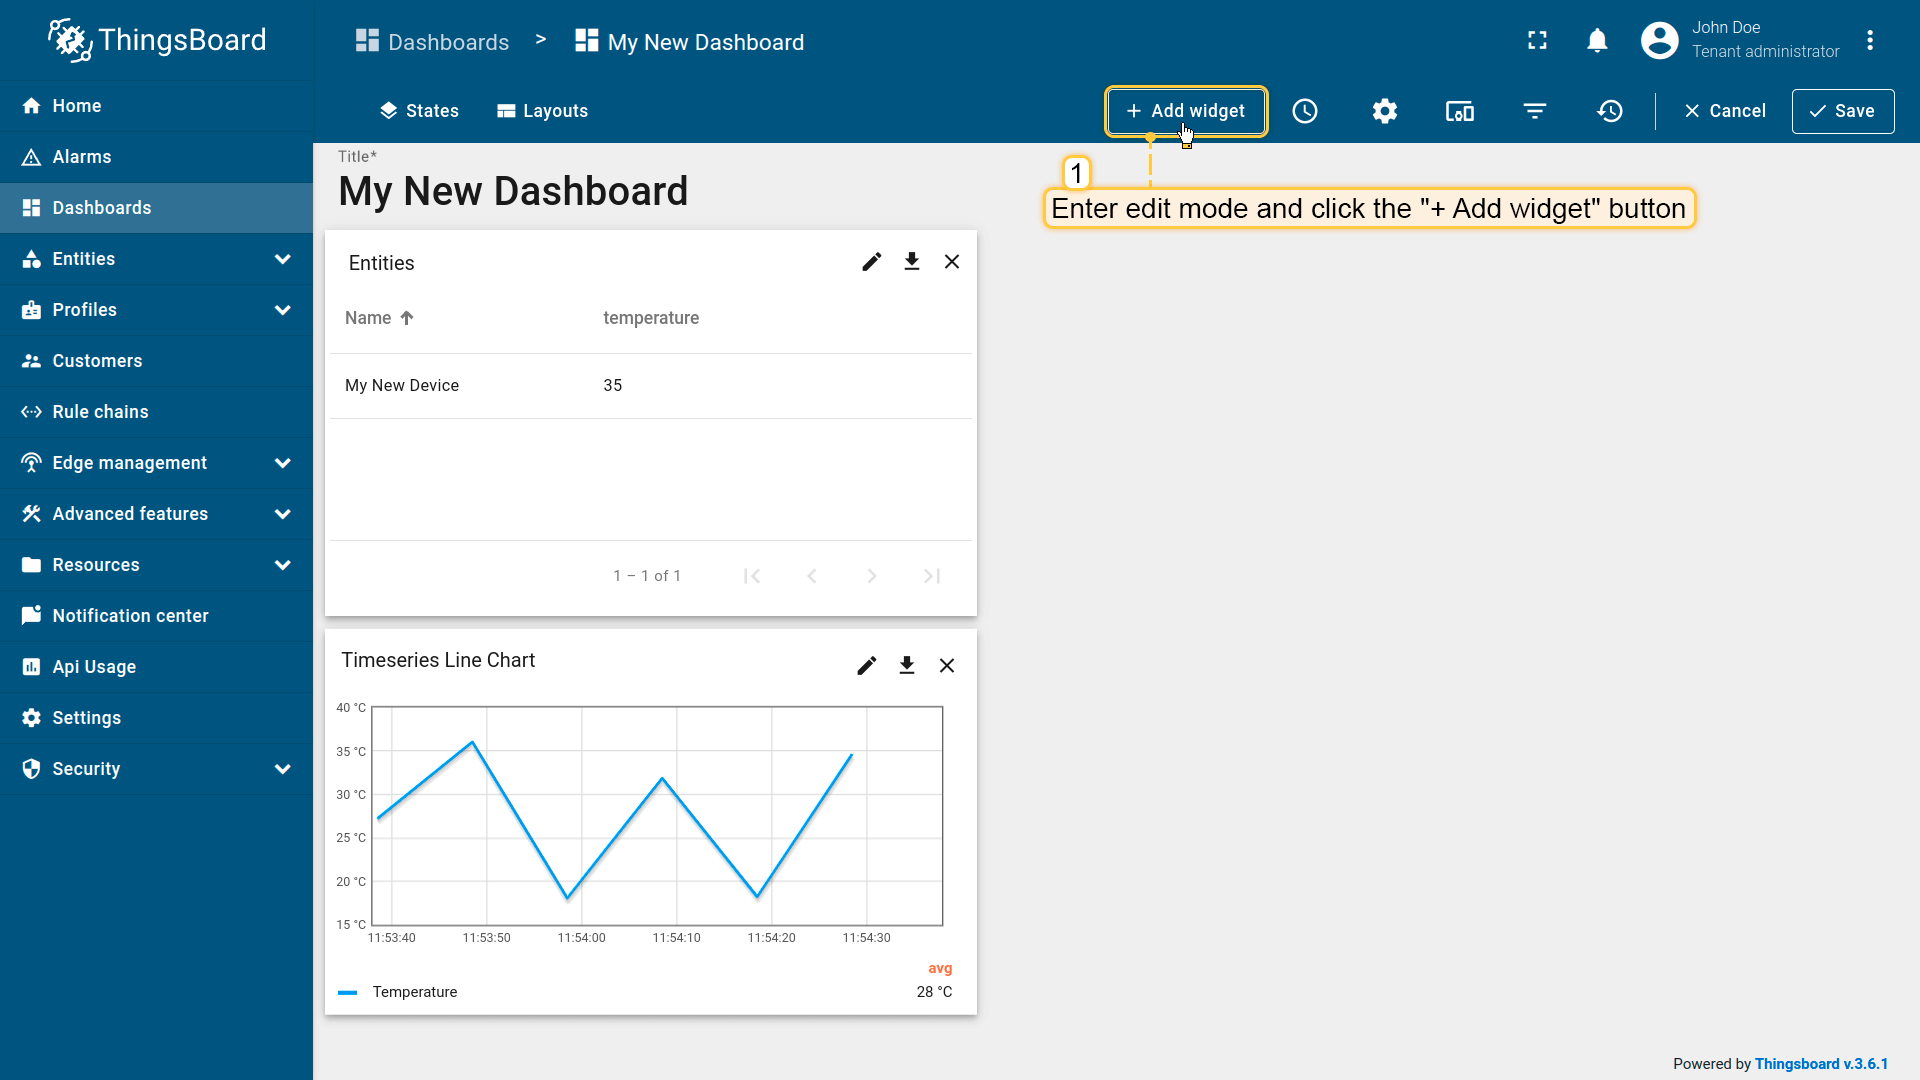 ThingsBoard
Dashboards > My New Dashboard
John Doe
Tenant administrator
Home
Alarms
Dashboards
Entities
Profiles
Customers
Rule chains
Edge management
Advanced features
Resources
Notification center
Api Usage
Settings
Security
States Layouts + Add widget Cancel Save
1
Enter edit mode and click the "+ Add widget" button
Title*
My New Dashboard
Entities
Name temperature
My New Device 35
1 – 1 of 1
Timeseries Line Chart
40 °C
35 °C
30 °C
25 °C
20 °C
15 °C
11:53:40 11:53:50 11:54:00 11:54:10 11:54:20 11:54:30
avg
Temperature 28 °C
Powered by Thingsboard v.3.6.1